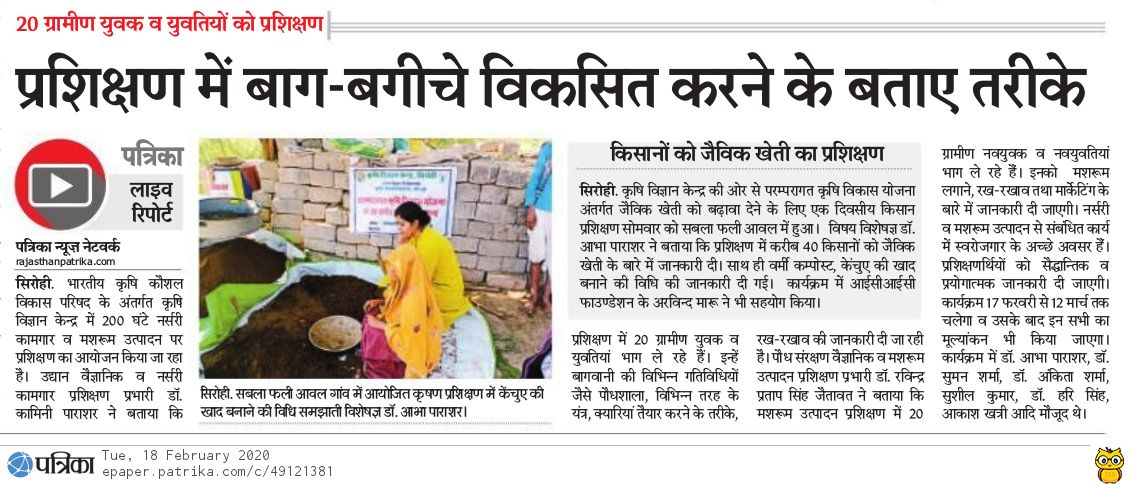 20 ग्रामीण युवक व युवतियों को प्रशिक्षण
प्रशिक्षण में बाग-बगीचे विकसित करने के बताए तरीके
पत्रिका
लाइव
रिपोर्ट
पत्रिका न्यूज़ नेटवर्क
rajasthanpatrika.com
सिरोही. भारतीय कृषि कौशल
विकास परिषद के अंतर्गत कृषि
विज्ञान केन्द्र में 200 घंटे नर्सरी
कामगार व मशरूम उत्पादन पर
प्रशिक्षण का आयोजन किया जा रहा
है। उद्यान वैज्ञानिक व नर्सरी
कामगार प्रशिक्षण प्रभारी डॉ.
कामिनी पाराशर ने बताया कि
कृषि विज्ञान केन्द्र, सिरोही
सिरोही. सबला फली आवल गांव में आयोजित कृषण प्रशिक्षण में केंचुए की
खाद बनाने की विधि समझाती विशेषज्ञ डॉ. आभा पाराशर।
किसानों को जैविक खेती का प्रशिक्षण
सिरोही. कृषि विज्ञान केन्द्र की ओर से परम्परागत कृषि विकास योजना
अंतर्गत जैविक खेती को बढ़ावा देने के लिए एक दिवसीय किसान
प्रशिक्षण सोमवार को सबला फली आवल में हुआ। विषय विशेषज्ञ डॉ.
आभा पाराशर ने बताया कि प्रशिक्षण में करीब 40 किसानों को जैविक
खेती के बारे में जानकारी दी। साथ ही वर्मी कम्पोस्ट, केंचुए की खाद
बनाने की विधि की जानकारी दी गई। कार्यक्रम में आईसीआईसी
फाउण्डेशन के अरविन्द मारू ने भी सहयोग किया।
प्रशिक्षण में 20 ग्रामीण युवक व
युवतियां भाग ले रहे हैं। इन्हें
बागवानी की विभिन्न गतिविधियों
जैसे पौधशाला, विभिन्न तरह के
यंत्र, क्यारियां तैयार करने के तरीके,
रख-रखाव की जानकारी दी जा रही
है। पौध संरक्षण वैज्ञानिक व मशरूम
उत्पादन प्रशिक्षण प्रभारी डॉ. रविन्द्र
प्रताप सिंह जैतावत ने बताया कि
मशरूम उत्पादन प्रशिक्षण में 20
ग्रामीण नवयुवक व नवयुवतियां
भाग ले रहे हैं। इनको मशरूम
लगाने, रख-रखाव तथा मार्केटिंग के
बारे में जानकारी दी जाएगी। नर्सरी
व मशरूम उत्पादन से संबधित कार्य
में स्वरोजगार के अच्छे अवसर हैं।
प्रशिक्षणर्थियों को सैद्धान्तिक व
प्रयोगात्मक जानकारी दी जाएगी।
कार्यक्रम 17 फरवरी से 12 मार्च तक
चलेगा व उसके बाद इन सभी का
मूल्यांकन भी किया जाएगा।
कार्यक्रम में डॉ. आभा पाराशर, डॉ.
सुमन शर्मा, डॉ. अंकिता शर्मा,
सुशील कुमार, डॉ. हरि सिंह,
आकाश खत्री आदि मौजूद थे।
पत्रिका
Tue, 18 February 2020
epaper.patrika.com/c/49121381